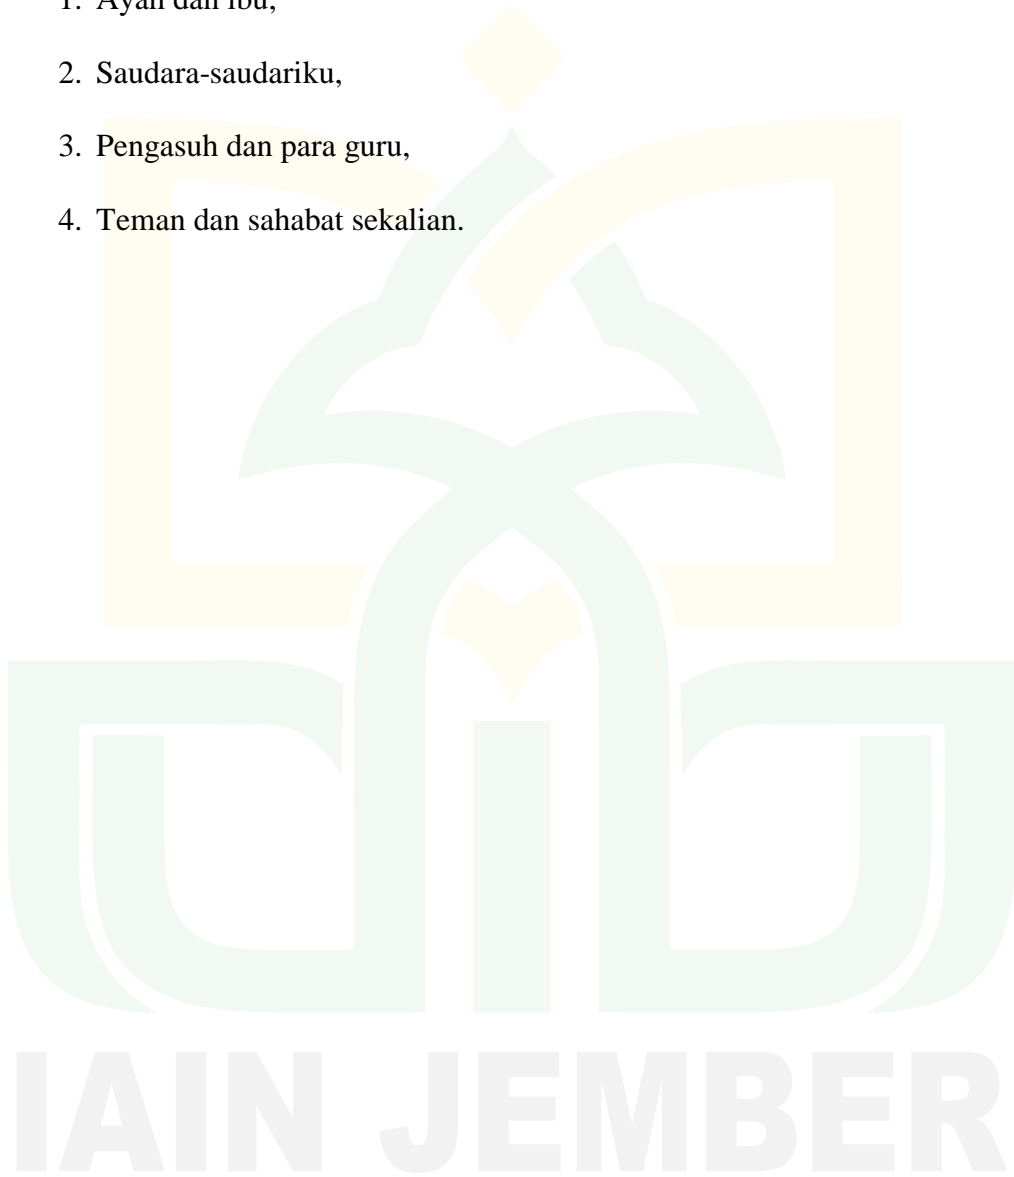 1. Ayah dan ibu,
2. Saudara-saudariku,
3. Pengasuh dan para guru,
4. Teman dan sahabat sekalian.
IAIN JEMBER